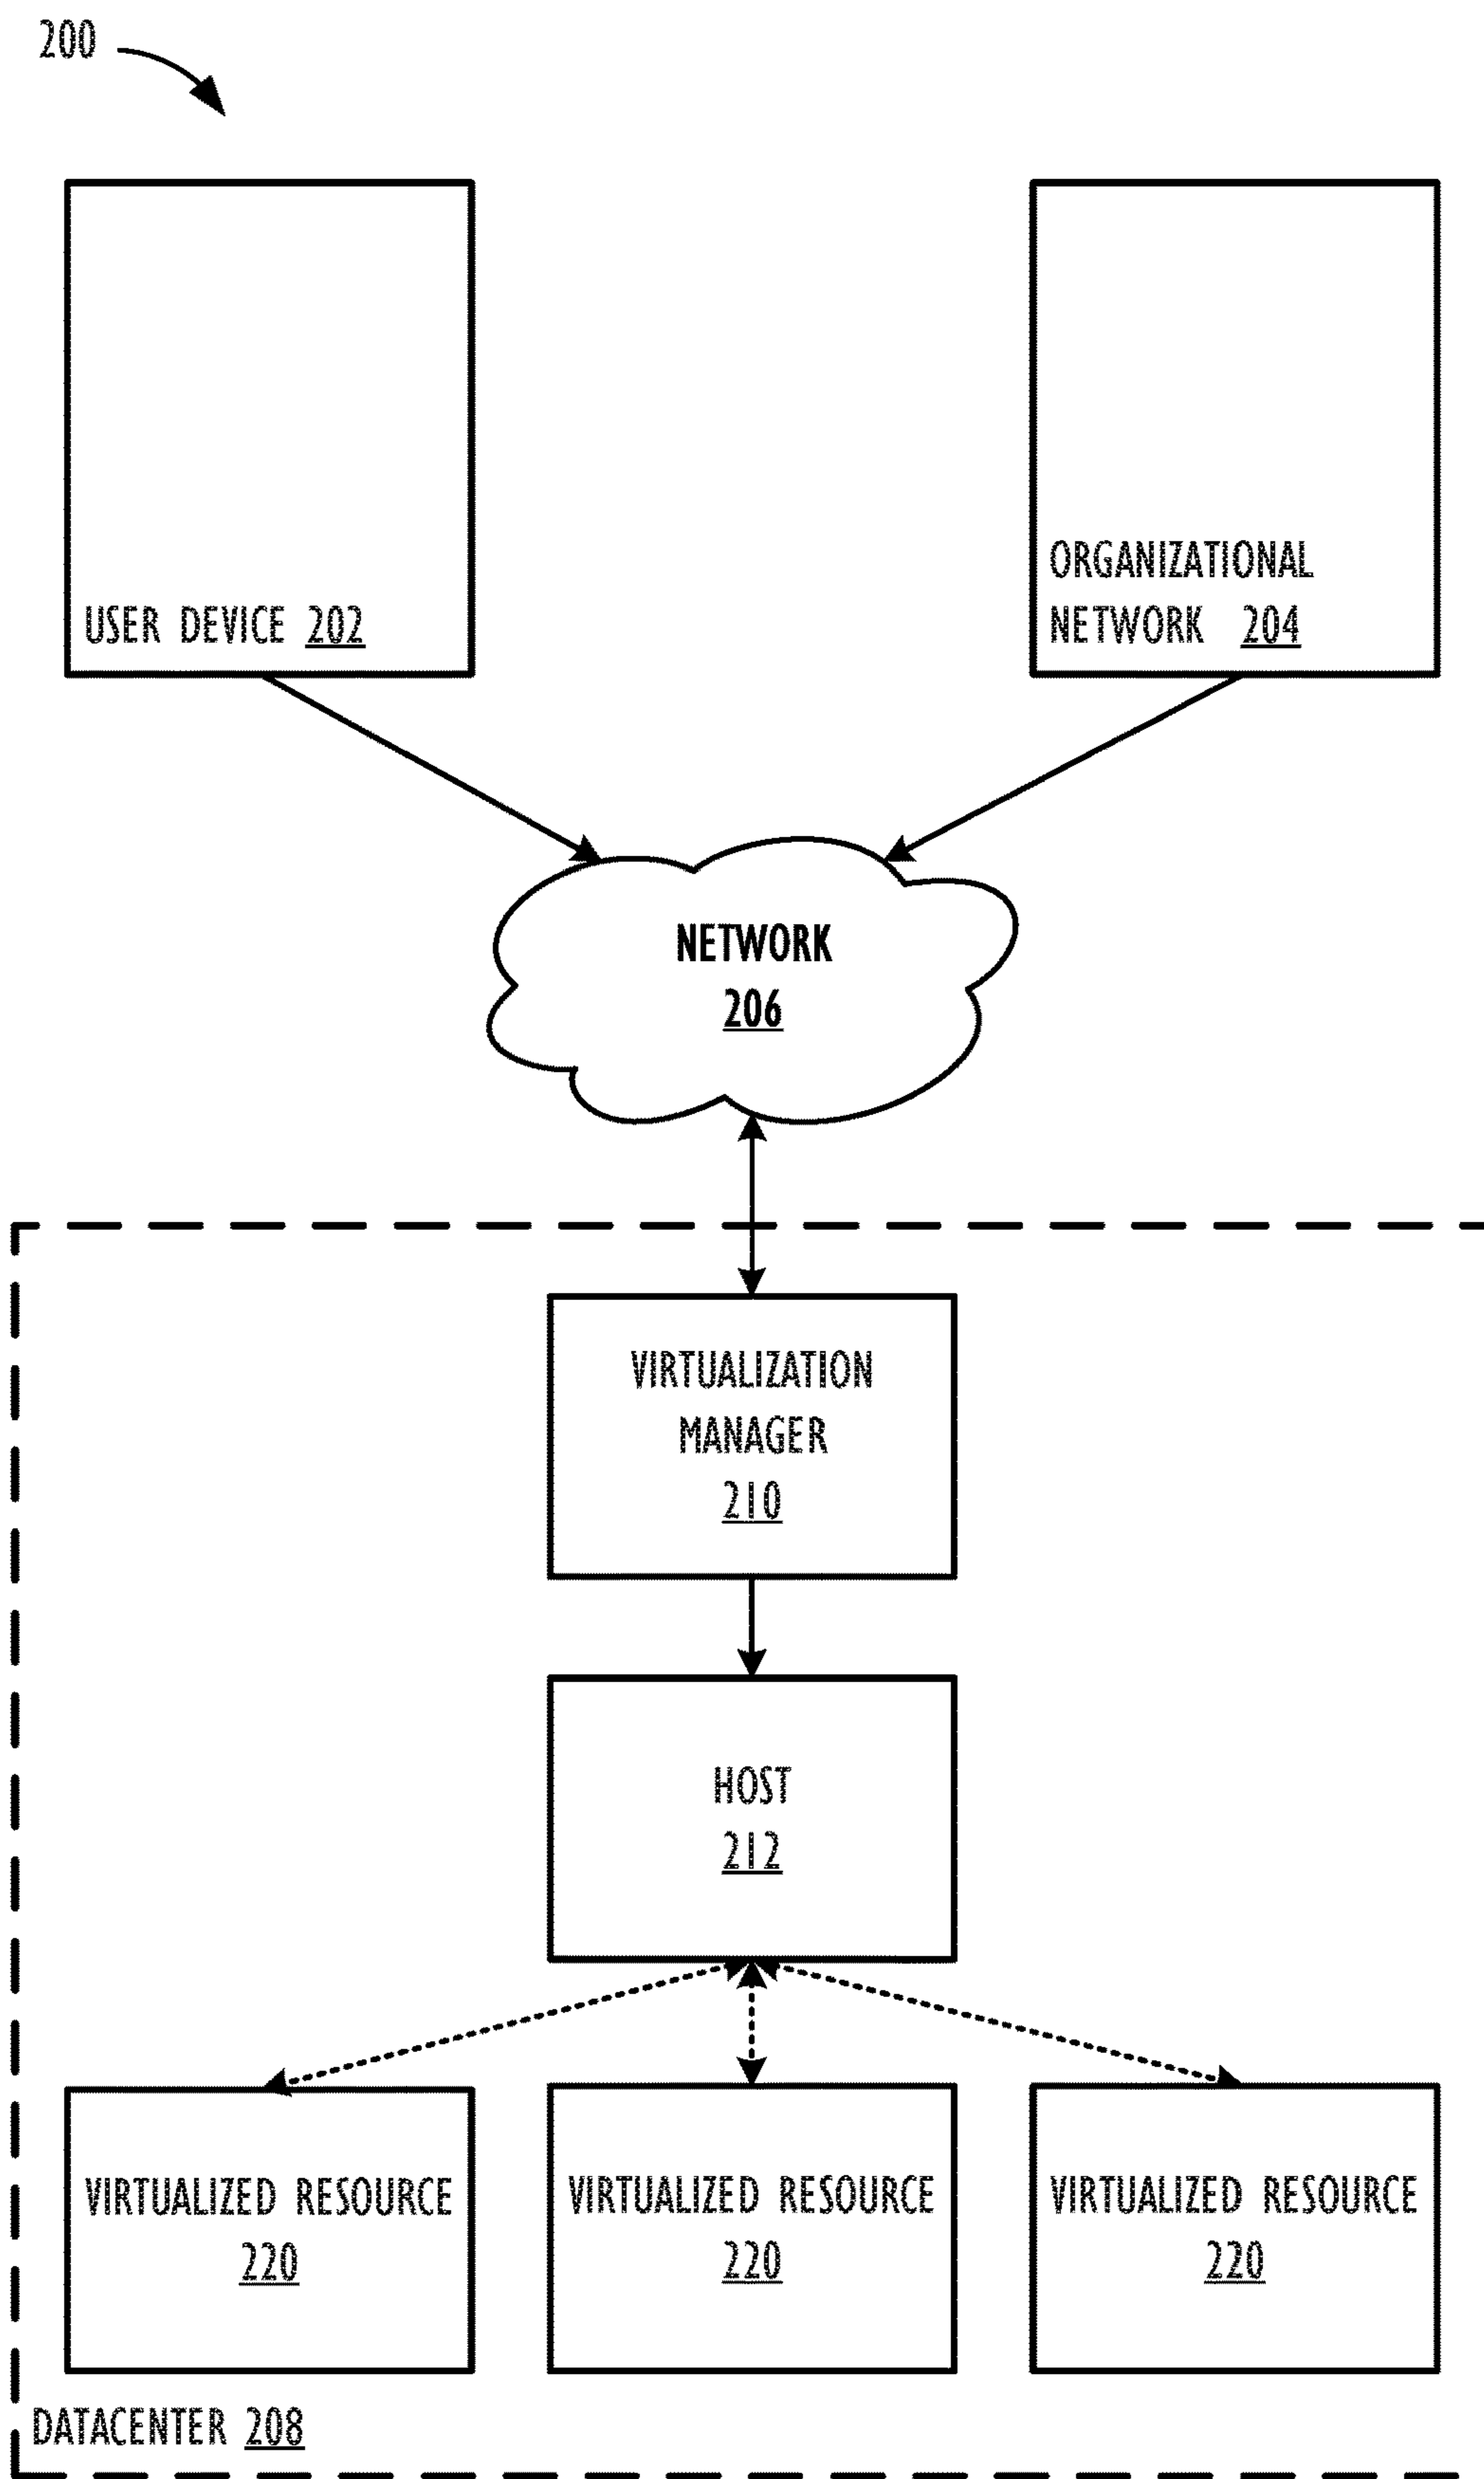 200
USER DEVICE 202
ORGANIZATIONAL
NETWORK 204
NETWORK
206
VIRTUALIZATION
MANAGER
210
HOST
212
VIRTUALIZED RESOURCE
220
VIRTUALIZED RESOURCE
220
VIRTUALIZED RESOURCE
220
DATACENTER 208